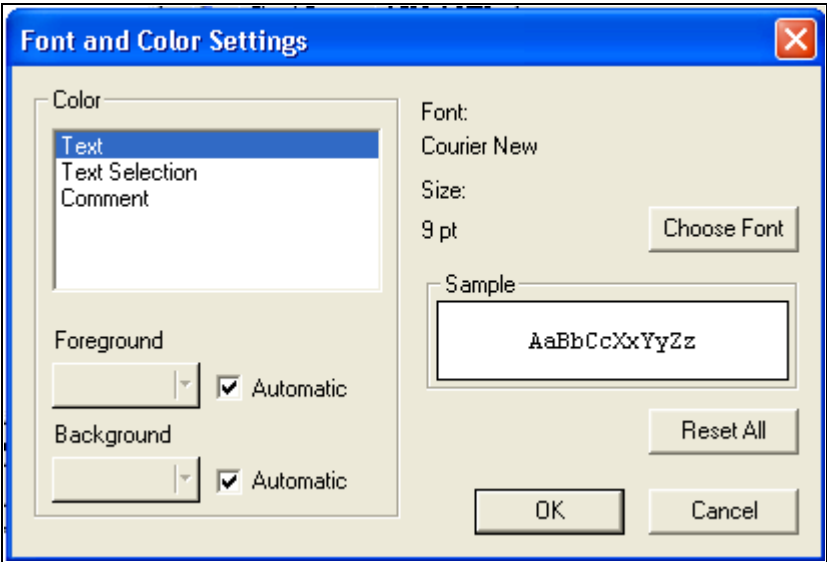 Font and Color Settings
Color
Text
Text Selection
Comment
Foreground
Automatic
Background
Automatic
Font:
Courier New
Size:
9 pt
Choose Font
Sample
AaBbCcXxYyZz
Reset All
OK
Cancel